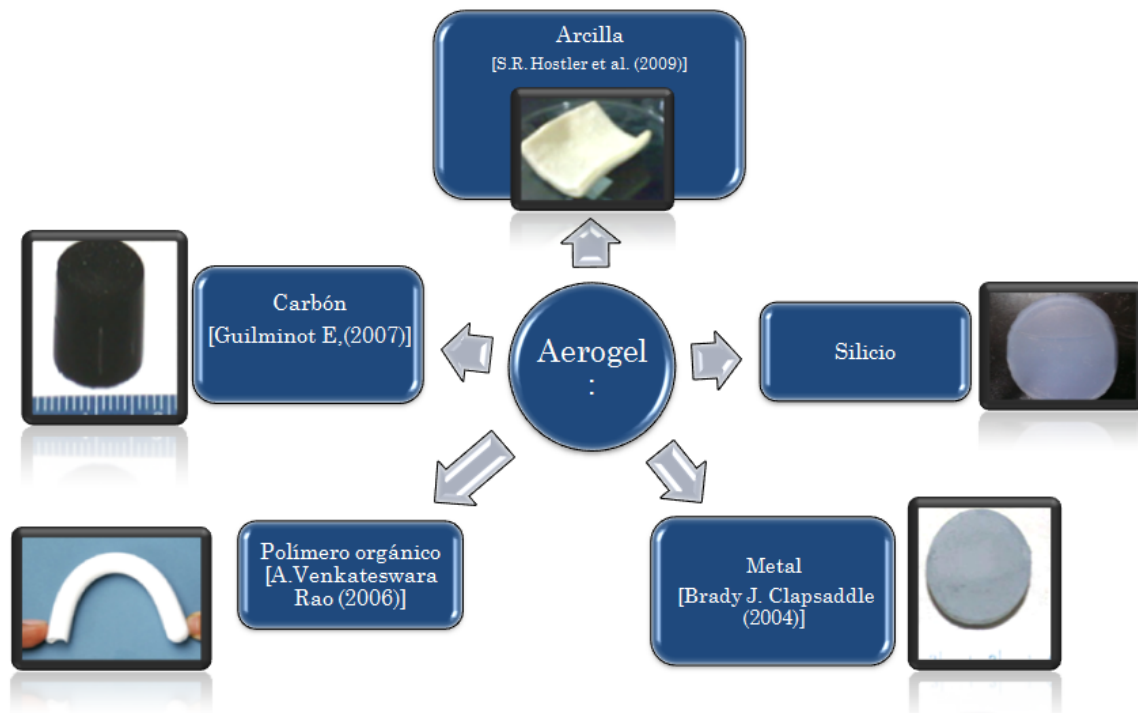 Arcilla
[S.R. Hostler et al. (2009)]
Carbón
[Guilminot E,(2007)]
Aerogel
:
Silicio
Polímero orgánico
[A.Venkateswara
Rao (2006)]
Metal
[Brady J. Clapsaddle
(2004)]